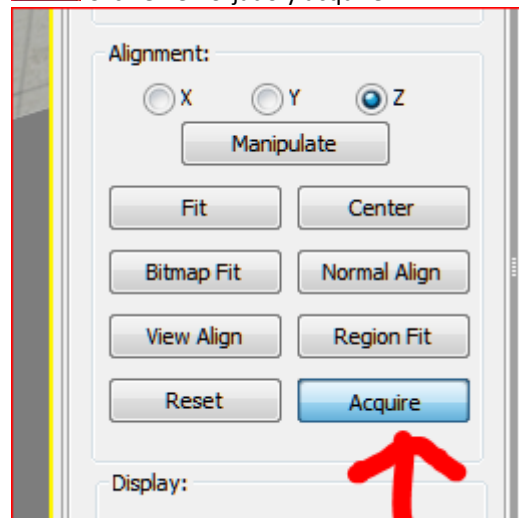 Alignment:
X Y Z
Manipulate
Fit Center
Bitmap Fit Normal Align
View Align Region Fit
Reset Acquire
Display: